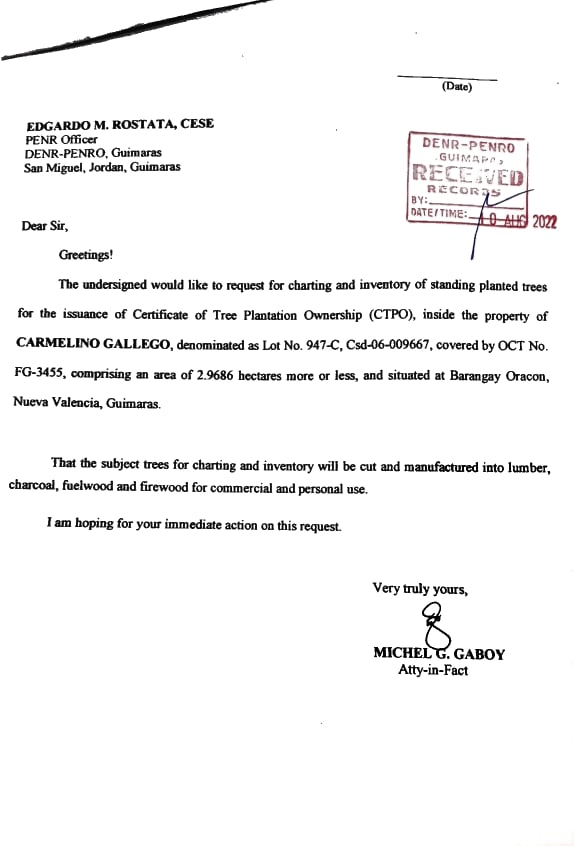 (Date)
EDGARDO M. ROSTATA, CESE
PENR Officer
DENR-PENRO, Guimaras
San Miguel, Jordan, Guimaras
DENR-PENRO
GUIMARAS
RECEIVED
RECORDS
BY:
DATE/TIME: 10 AUG 2022
Dear Sir,
Greetings!
The undersigned would like to request for charting and inventory of standing planted trees
for the issuance of Certificate of Tree Plantation Ownership (CTPO), inside the property of
CARMELINO GALLEGO, denominated as Lot No. 947-C, Csd-06-009667, covered by OCT No.
FG-3455, comprising an area of 2.9686 hectares more or less, and situated at Barangay Oracon,
Nueva Valencia, Guimaras.
That the subject trees for charting and inventory will be cut and manufactured into lumber,
charcoal, fuelwood and firewood for commercial and personal use.
I am hoping for your immediate action on this request.
Very truly yours,
MICHEL G. GABOY
Atty-in-Fact